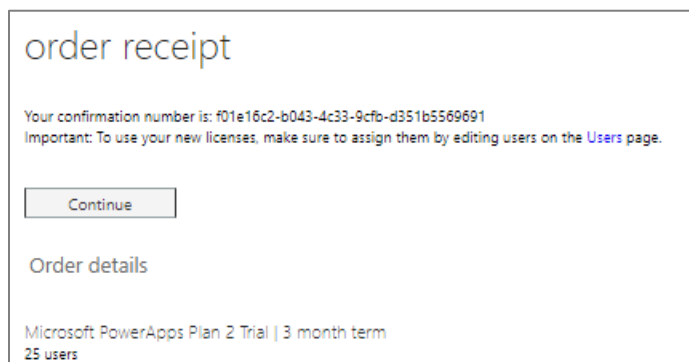 order receipt
Your confirmation number is: f01e16c2-b043-4c33-9cfb-d351b5569691
Important: To use your new licenses, make sure to assign them by editing users on the Users page.
Continue
Order details
Microsoft PowerApps Plan 2 Trial | 3 month term
25 users